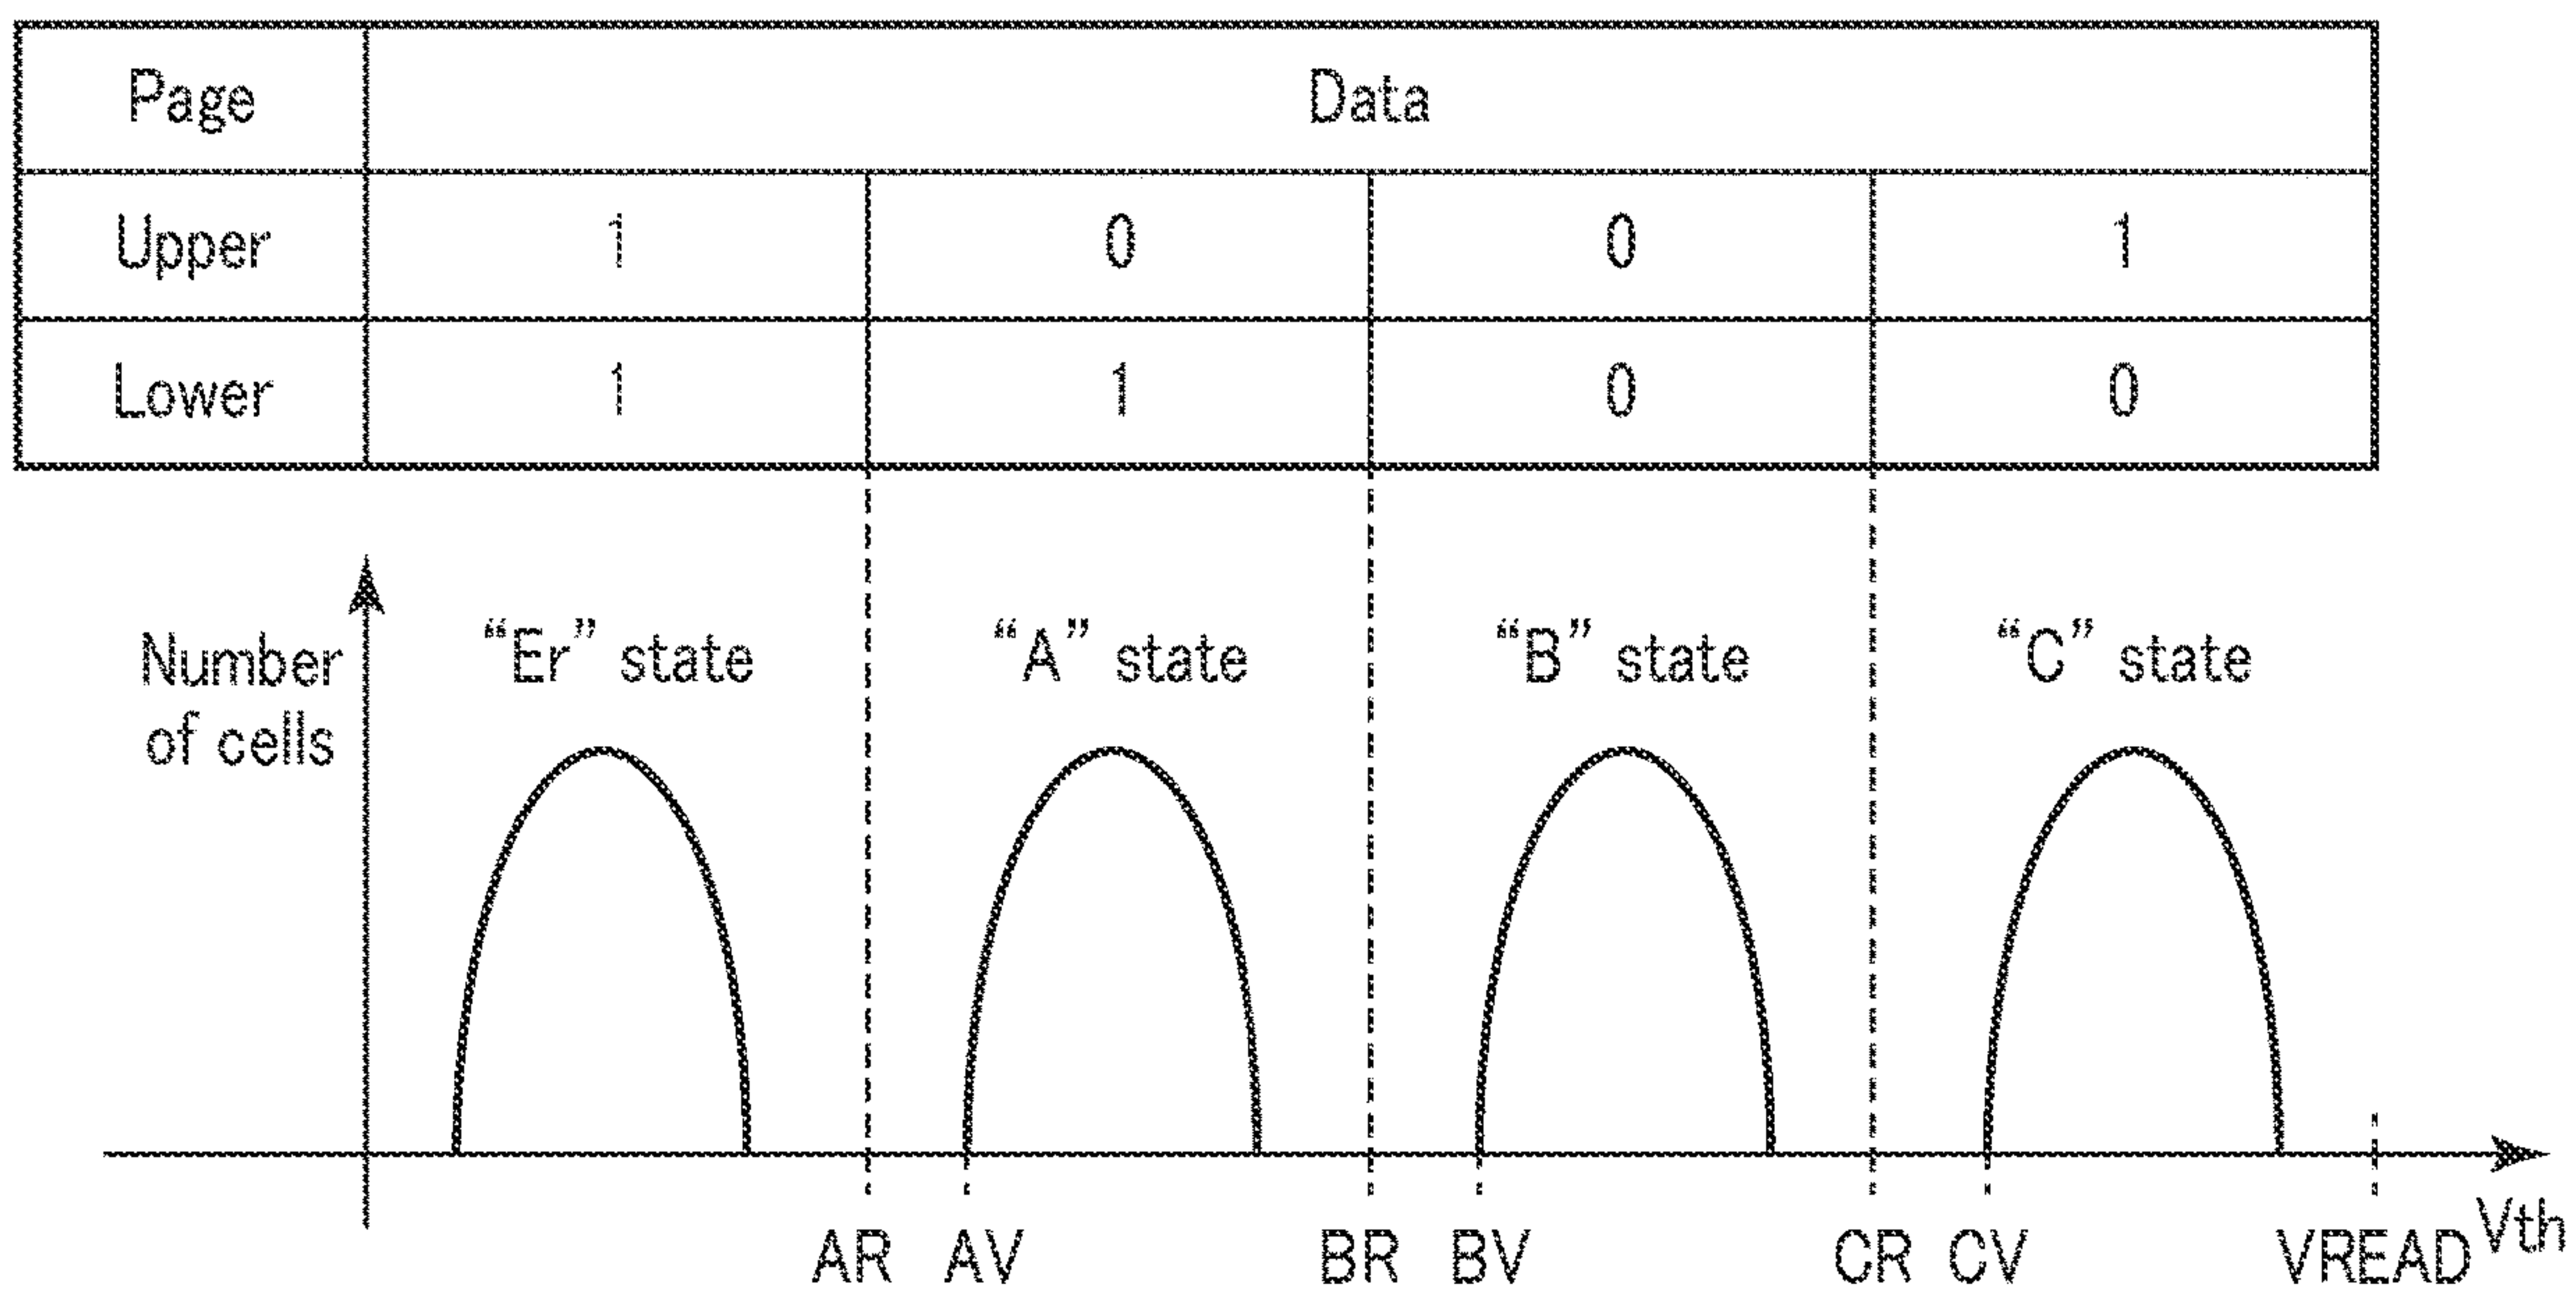 Page Data
Upper 1 0 0 1
Lower 1 1 0 0
Number
of cells
“Er” state “A” state “B” state “C” state
AR AV BR BV CR CV VREAD Vth